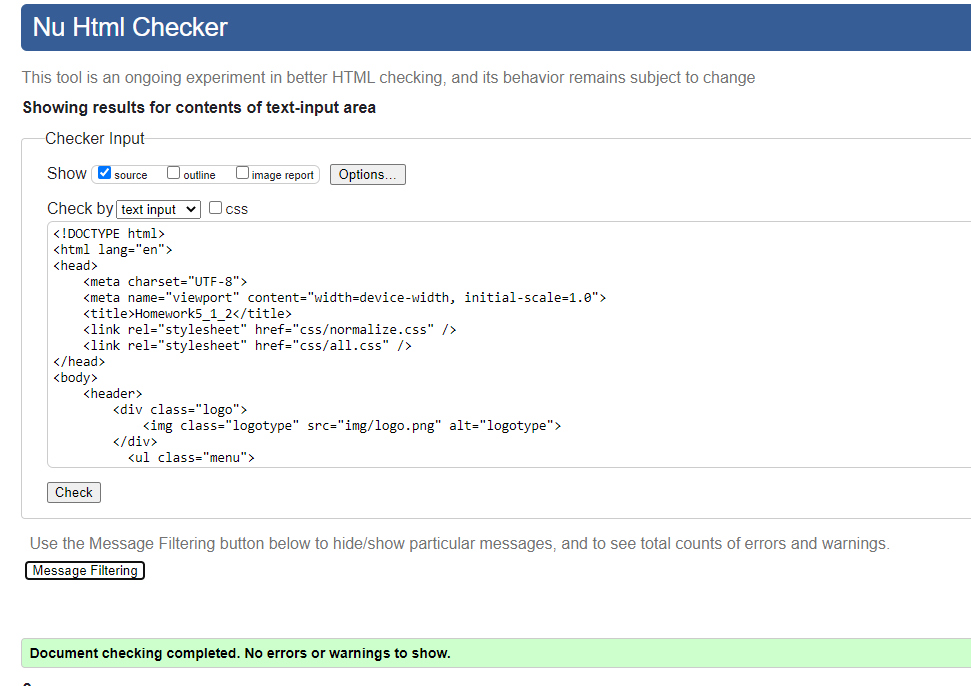 Nu Html Checker
This tool is an ongoing experiment in better HTML checking, and its behavior remains subject to change
Showing results for contents of text-input area
Checker Input
Show source outline image report Options...
Check by text input css
<!DOCTYPE html>
<html lang="en">
<head>
    <meta charset="UTF-8">
    <meta name="viewport" content="width=device-width, initial-scale=1.0">
    <title>Homework5_1_2</title>
    <link rel="stylesheet" href="css/normalize.css" />
    <link rel="stylesheet" href="css/all.css" />
</head>
<body>
    <header>
        <div class="logo">
            <img class="logotype" src="img/logo.png" alt="logotype">
        </div>
          <ul class="menu">
Check
Use the Message Filtering button below to hide/show particular messages, and to see total counts of errors and warnings.
Message Filtering
Document checking completed. No errors or warnings to show.